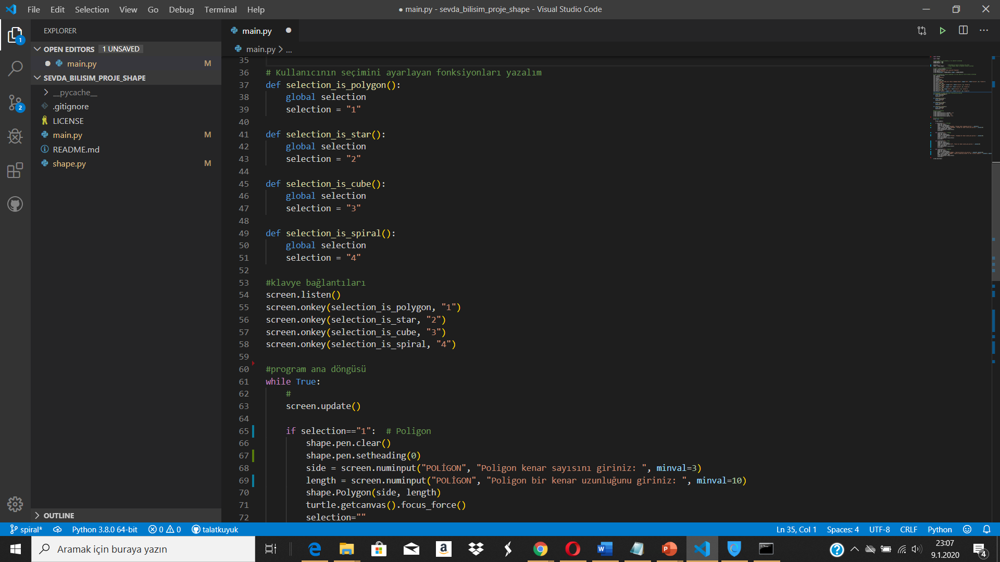 File Edit Selection View Go Debug Terminal Help
● main.py - sevda_bilisim_proje_shape - Visual Studio Code
EXPLORER
OPEN EDITORS 1 UNSAVED
main.py M
SEVDA_BILISIM_PROJE_SHAPE
__pycache__
.gitignore
LICENSE
main.py M
README.md
shape.py M
OUTLINE
1
2
main.py
main.py > ...
35
36 # Kullanıcının seçimini ayarlayan fonksiyonları yazalım
37 def selection_is_polygon():
38     global selection
39     selection = "1"
40
41 def selection_is_star():
42     global selection
43     selection = "2"
44
45 def selection_is_cube():
46     global selection
47     selection = "3"
48
49 def selection_is_spiral():
50     global selection
51     selection = "4"
52
53 #klavye bağlantıları
54 screen.listen()
55 screen.onkey(selection_is_polygon, "1")
56 screen.onkey(selection_is_star, "2")
57 screen.onkey(selection_is_cube, "3")
58 screen.onkey(selection_is_spiral, "4")
59
60 #program ana döngüsü
61 while True:
62     #
63     screen.update()
64
65     if selection=="1":  # Poligon
66         shape.pen.clear()
67         shape.pen.setheading(0)
68         side = screen.numinput("POLİGON", "Poligon kenar sayısını giriniz: ", minval=3)
69         length = screen.numinput("POLİGON", "Poligon bir kenar uzunluğunu giriniz: ", minval=10)
70         shape.Polygon(side, length)
71         turtle.getcanvas().focus_force()
72         selection=""
spiral* Python 3.8.0 64-bit 0 0 talatkuyuk
Ln 35, Col 1 Spaces: 4 UTF-8 CRLF Python
Aramak için buraya yazın
23:07
9.1.2020
4